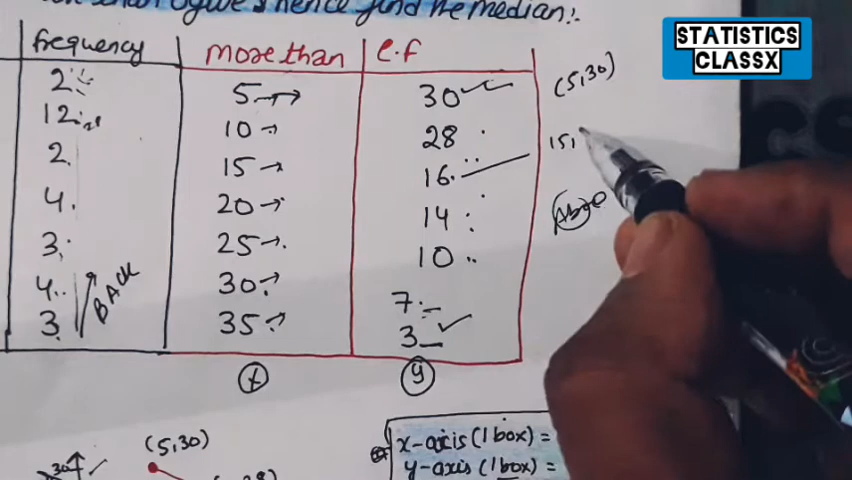 ogive & hence find the median:.
STATISTICS
CLASSX
frequency more than c.f
2 5 30 (5,30)
12 10 28
2 15 16 15,
4 20 14
3 25 10
4 30 7
3 35 3
BACK
x y
(5,30)
30
x-axis (1 box) =
y-axis (1 box) =